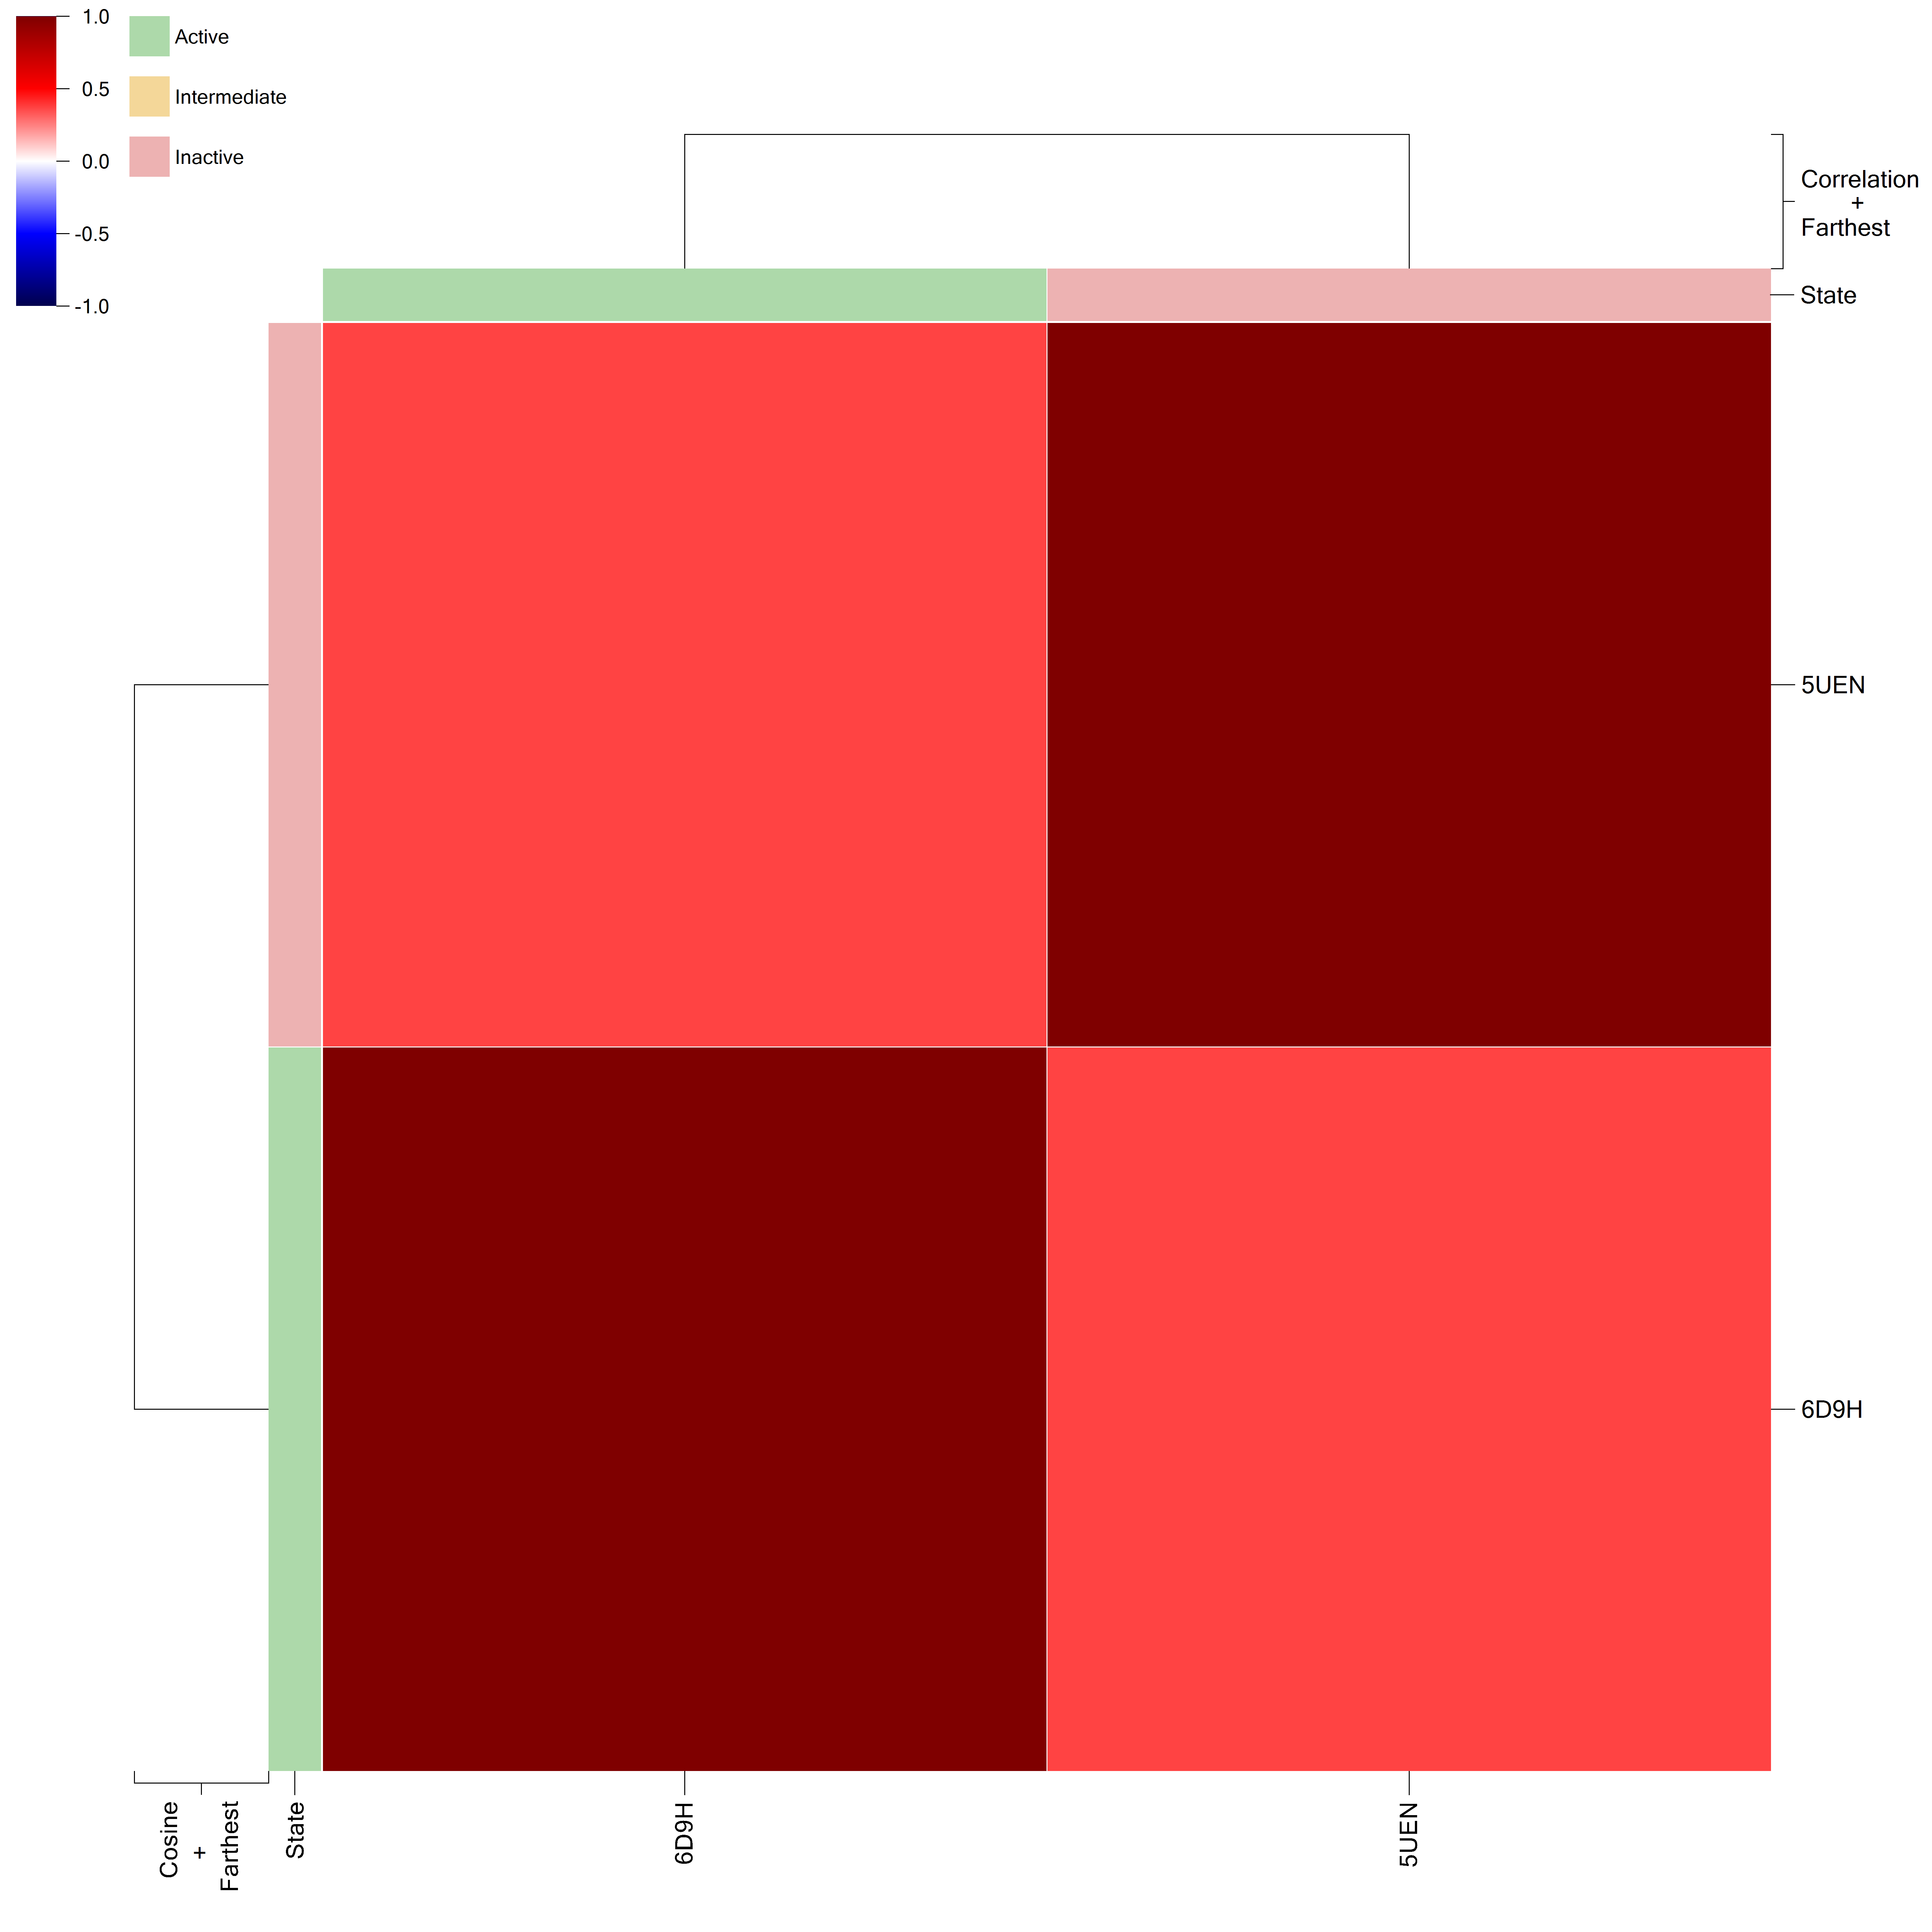 1.0
0.5
0.0
-0.5
-1.0
Active
Intermediate
Inactive
Correlation
+
Farthest
State
5UEN
6D9H
Cosine
+
Farthest
State
6D9H
5UEN